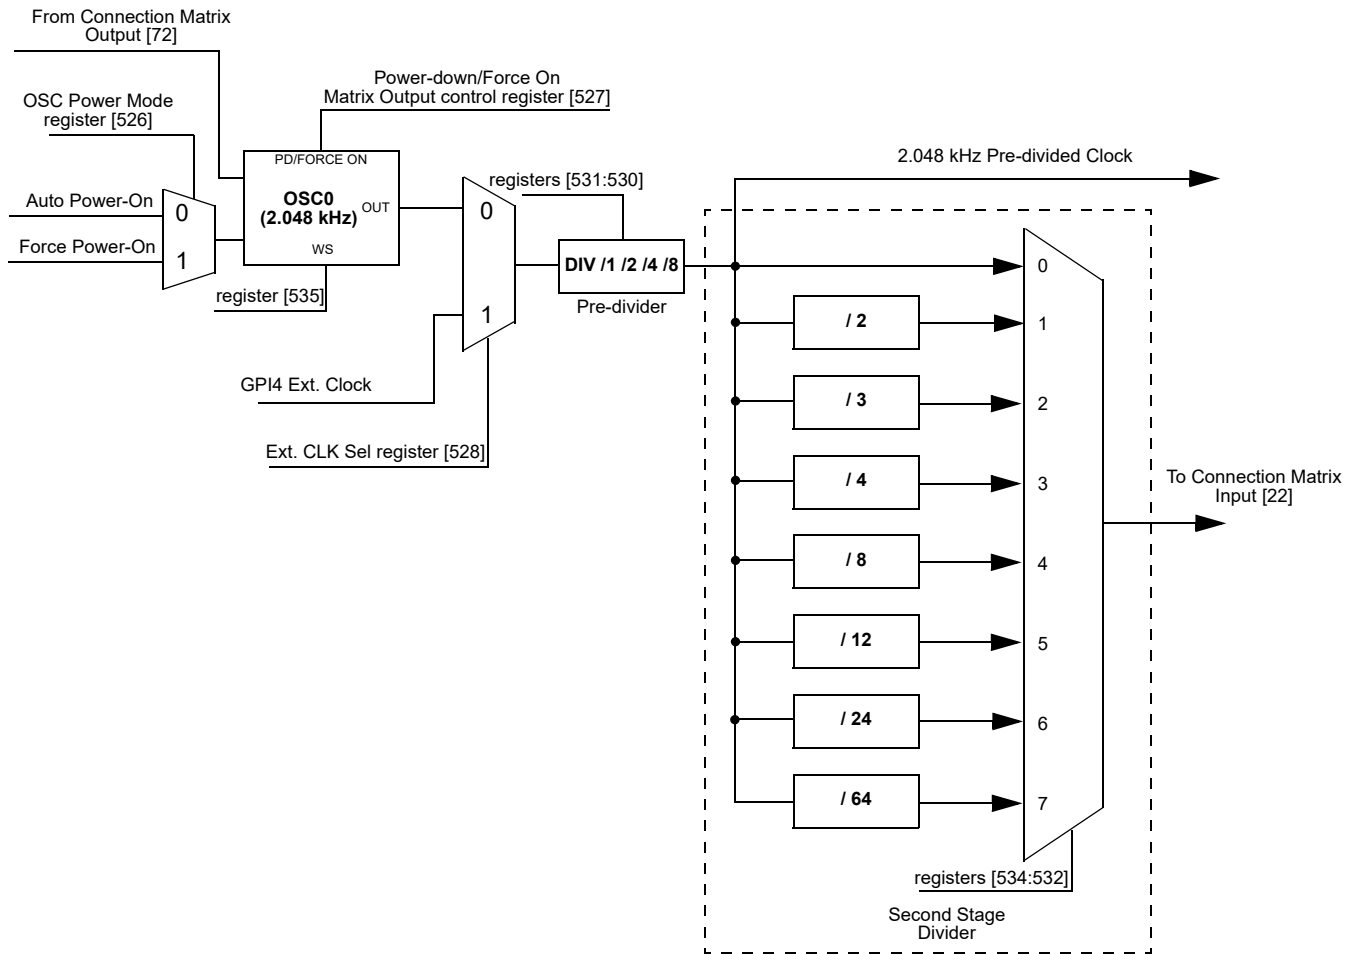 From Connection Matrix
Output [72]
Power-down/Force On
Matrix Output control register [527]
OSC Power Mode
register [526]
PD/FORCE ON
OSC0
(2.048 kHz)
OUT
WS
Auto Power-On
0
Force Power-On
1
register [535]
0
1
GPI4 Ext. Clock
Ext. CLK Sel register [528]
registers [531:530]
DIV /1 /2 /4 /8
Pre-divider
2.048 kHz Pre-divided Clock
0
/ 2
1
/ 3
2
/ 4
3
/ 8
4
/ 12
5
/ 24
6
/ 64
7
registers [534:532]
Second Stage
Divider
To Connection Matrix
Input [22]